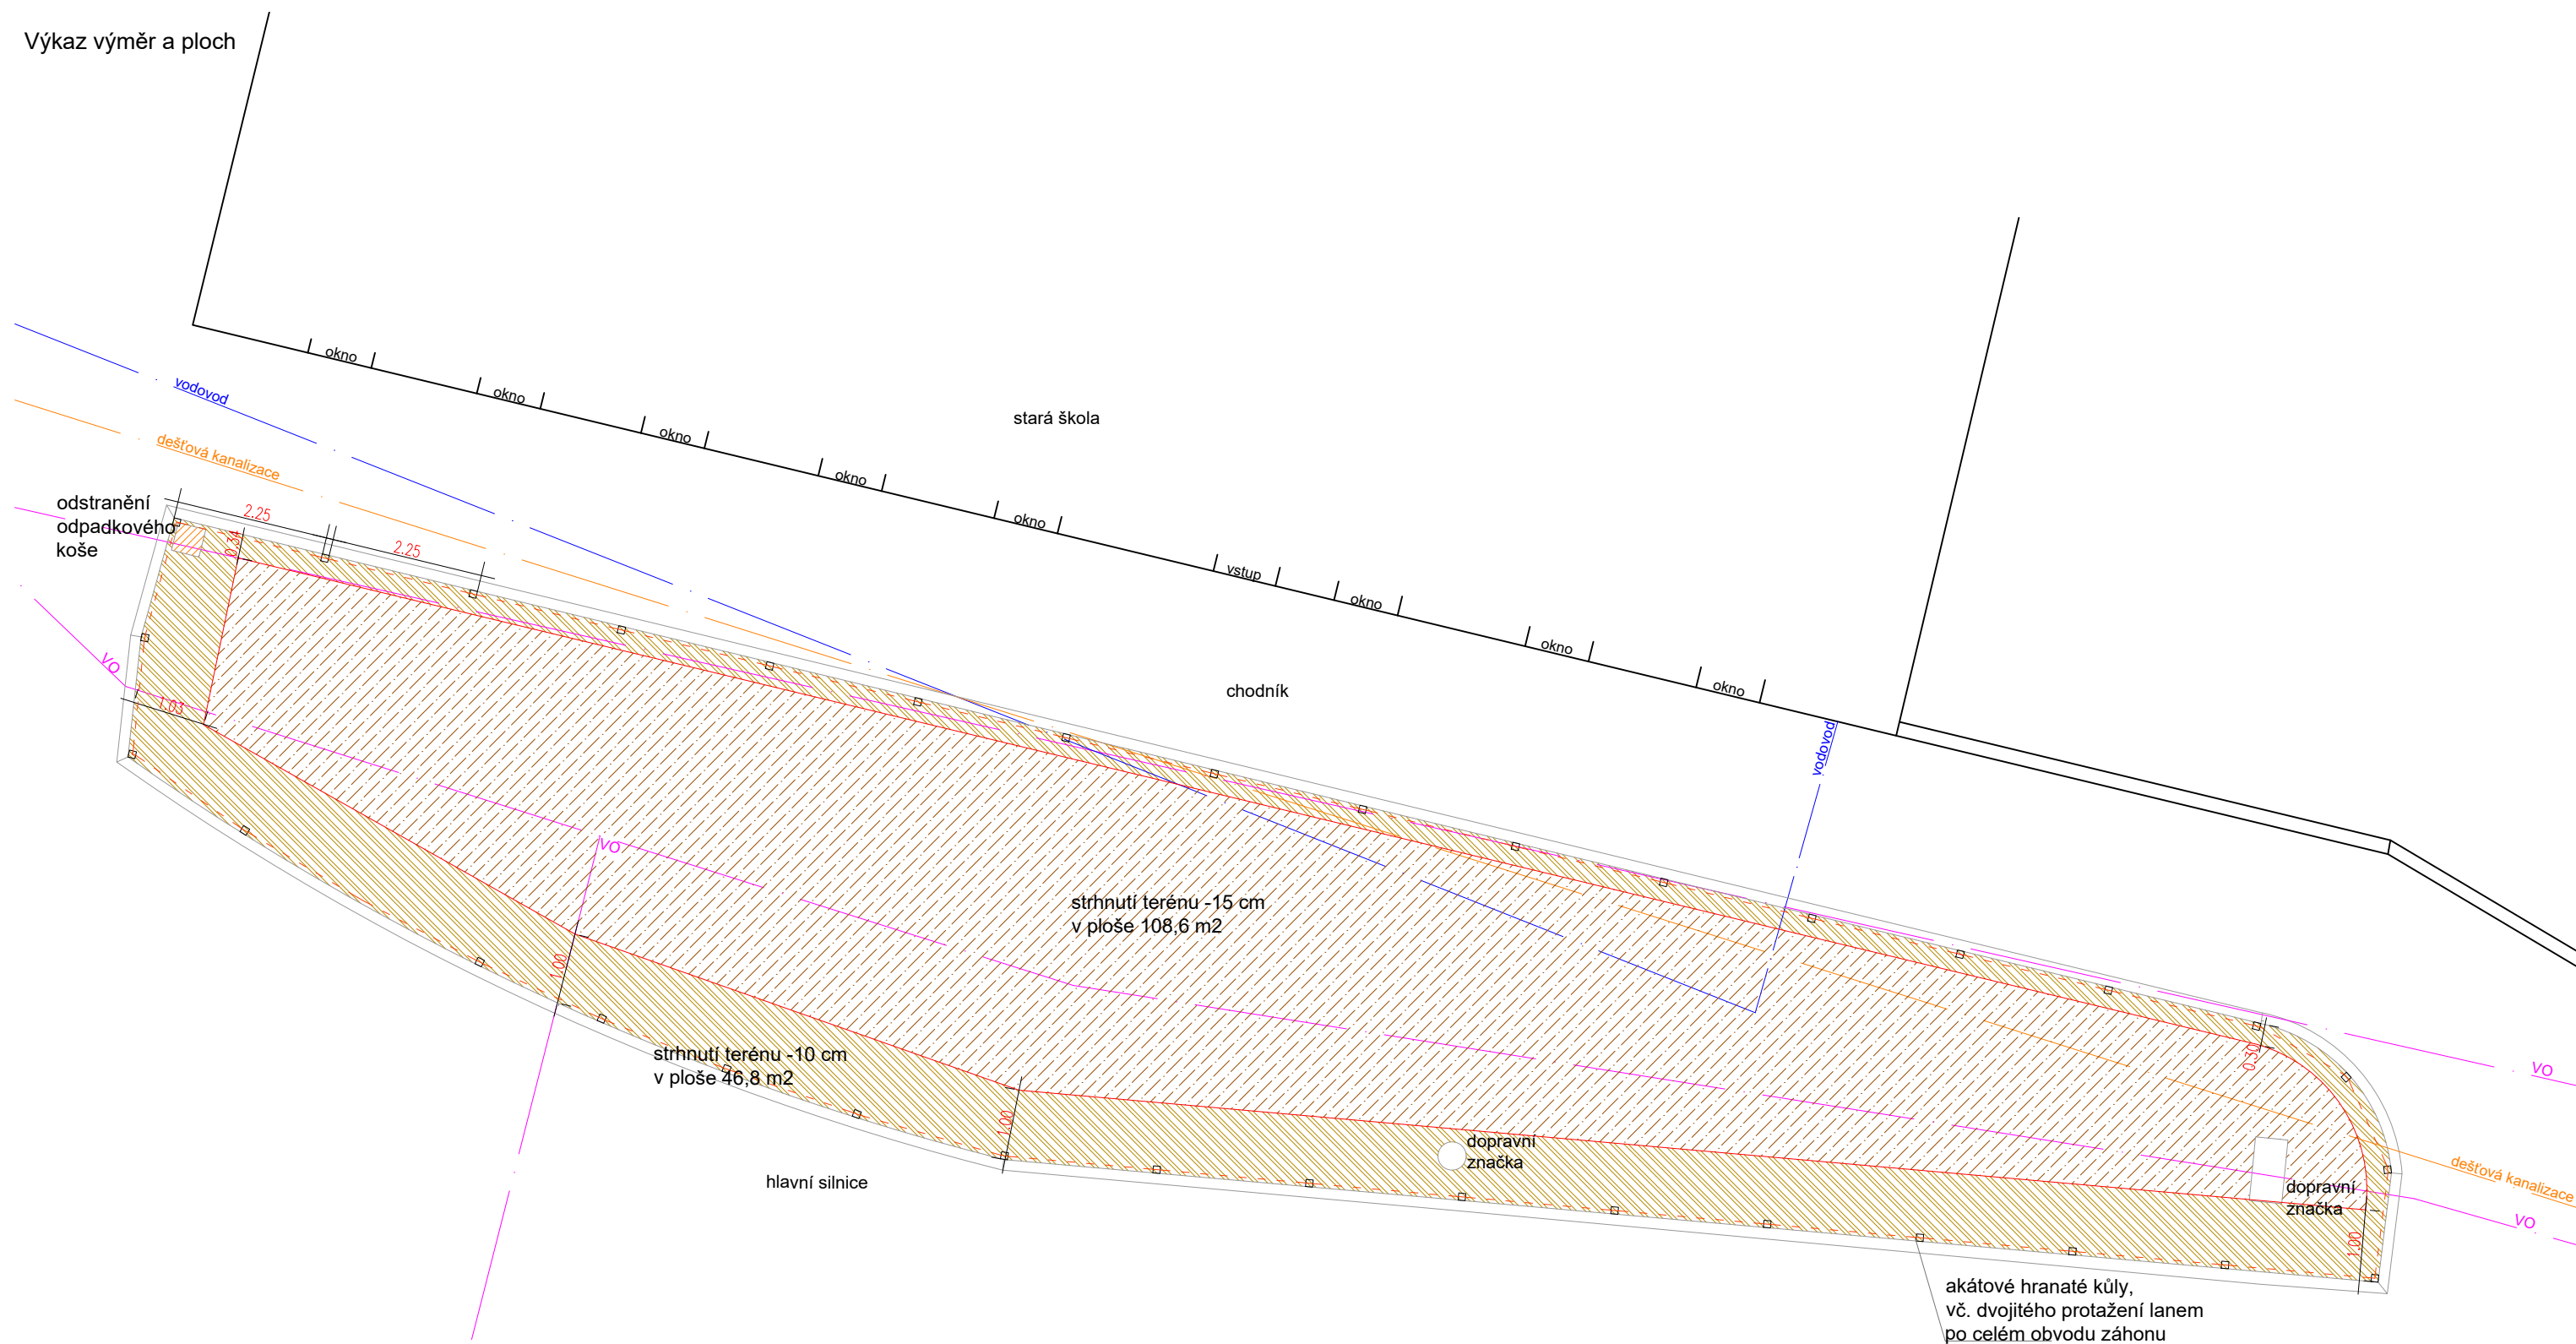 Výkaz výměr a ploch
okno
okno
okno
okno
okno
vstup
okno
okno
okno
stará škola
vodovod
dešťová kanalizace
odstranění
odpadkového
koše
2.25
2.25
0.34
VO
1.03
chodník
vodovod
VO
strhnutí terénu -15 cm
v ploše 108,6 m2
1.00
strhnutí terénu -10 cm
v ploše 46,8 m2
1.00
0.30
VO
dopravní
značka
hlavní silnice
dopravní
značka
dešťová kanalizace
VO
1.00
akátové hranaté kůly,
vč. dvojitého protažení lanem
po celém obvodu záhonu